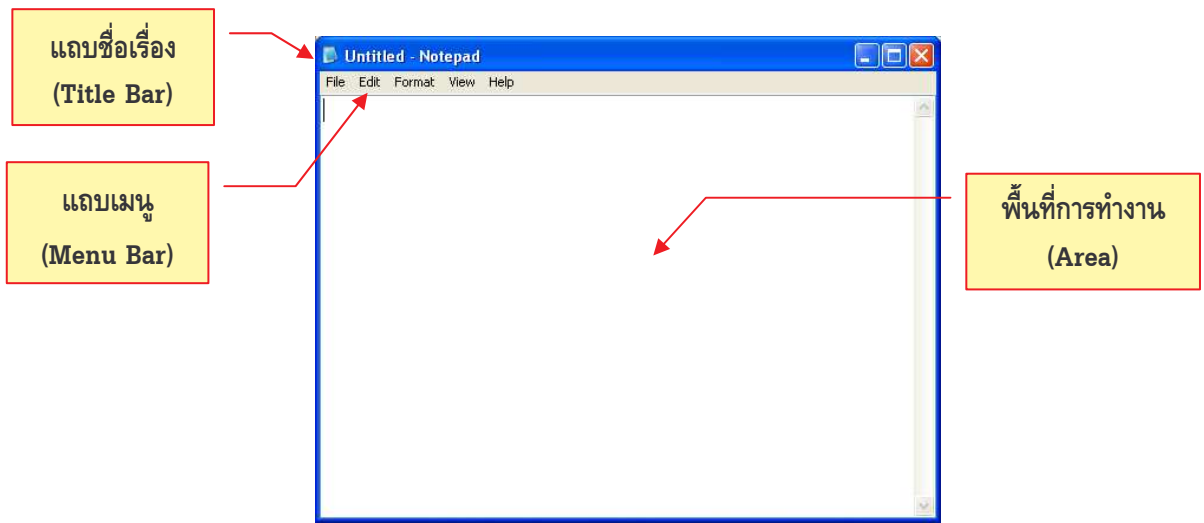 แถบชื่อเรื่อง
(Title Bar)
Untitled - Notepad
File Edit Format View Help
แถบเมนู
(Menu Bar)
พื้นที่การทำงาน
(Area)